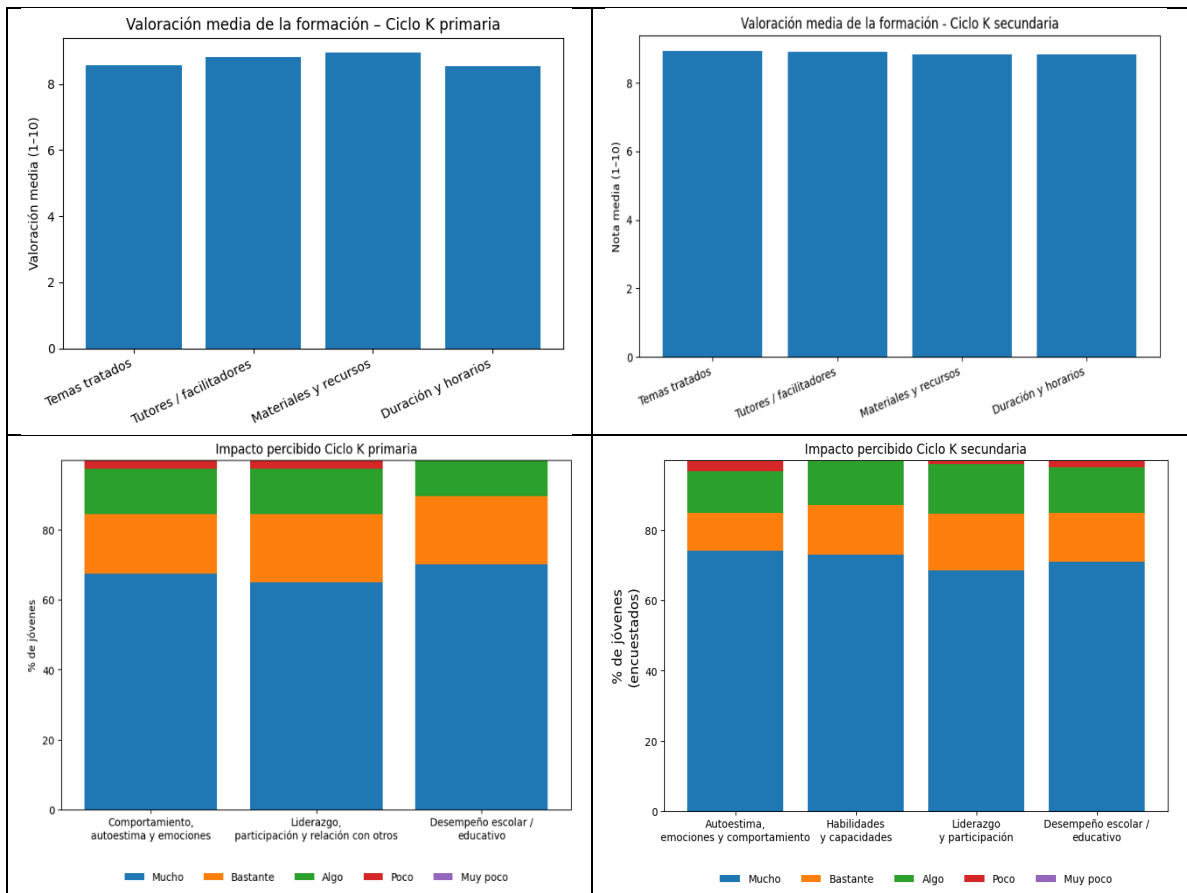 Valoración media de la formación – Ciclo K primaria
Valoración media (1–10)
8
6
4
2
0
Temas tratados
Tutores / facilitadores
Materiales y recursos
Duración y horarios
Valoración media de la formación - Ciclo K secundaria
Nota media (1–10)
8
6
4
2
0
Temas tratados
Tutores / facilitadores
Materiales y recursos
Duración y horarios
Impacto percibido Ciclo K primaria
% de jóvenes
80
60
40
20
0
Comportamiento,
autoestima y emociones
Liderazgo,
participación y relación con otros
Desempeño escolar /
educativo
Mucho
Bastante
Algo
Poco
Muy poco
Impacto percibido Ciclo K secundaria
% de jóvenes
(encuestados)
80
60
40
20
0
Autoestima,
emociones y comportamiento
Habilidades
y capacidades
Liderazgo
y participación
Desempeño escolar /
educativo
Mucho
Bastante
Algo
Poco
Muy poco